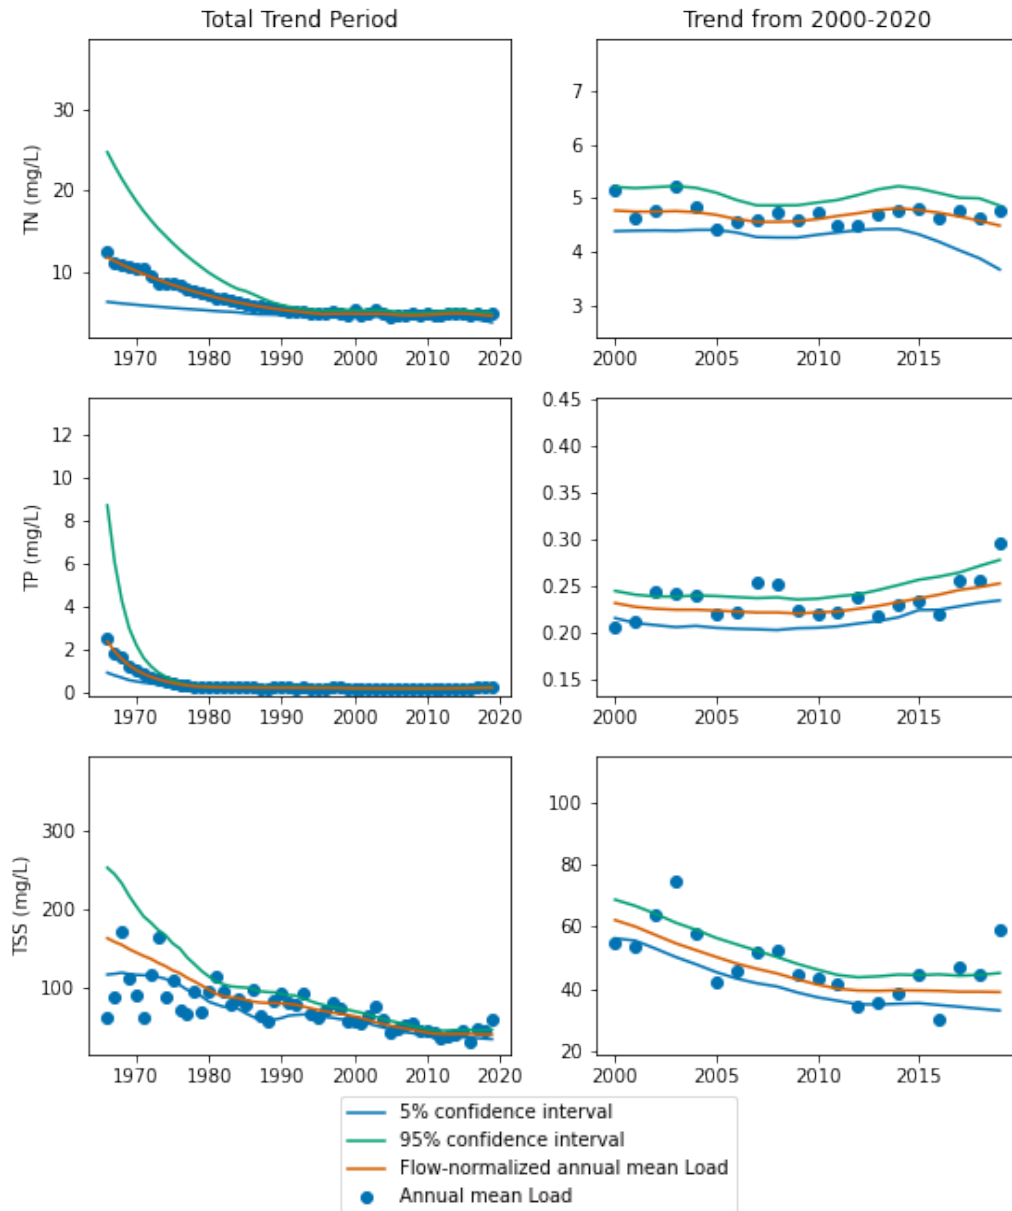 Total Trend Period
Trend from 2000-2020
TN (mg/L)
30
20
10
1970 1980 1990 2000 2010 2020
7
6
5
4
3
2000 2005 2010 2015
TP (mg/L)
12
10
8
6
4
2
0
1970 1980 1990 2000 2010 2020
0.45
0.40
0.35
0.30
0.25
0.20
0.15
2000 2005 2010 2015
TSS (mg/L)
300
200
100
1970 1980 1990 2000 2010 2020
100
80
60
40
20
2000 2005 2010 2015
5% confidence interval
95% confidence interval
Flow-normalized annual mean Load
Annual mean Load